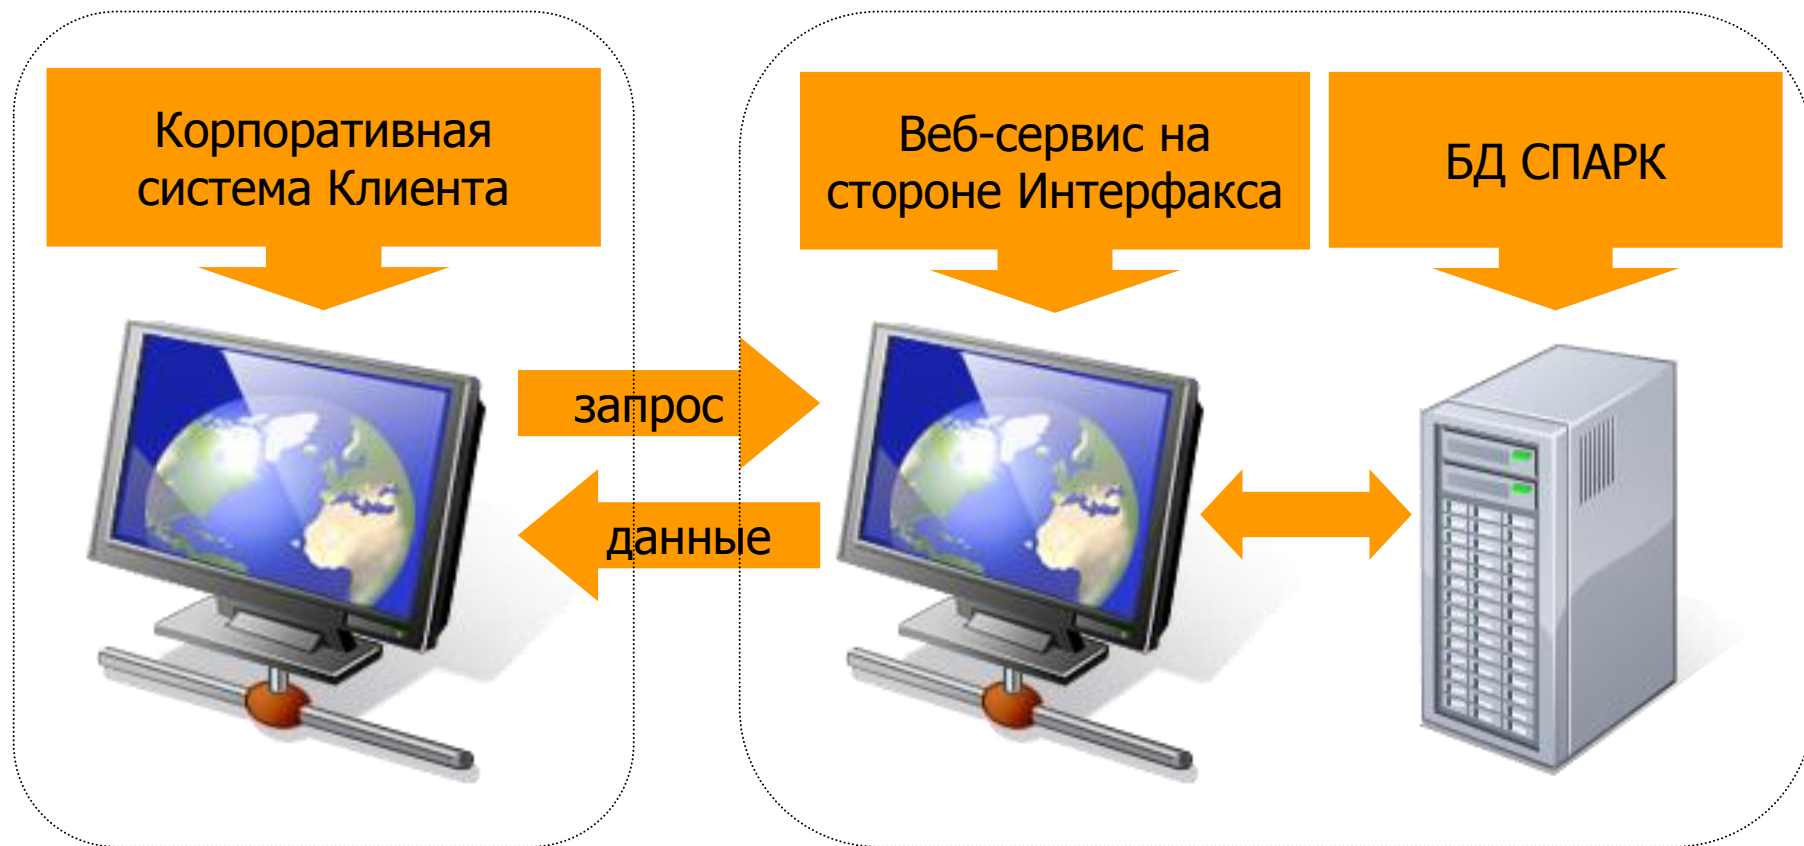 Корпоративная
система Клиента
Веб-сервис на
стороне Интерфакса
БД СПАРК
запрос
данные